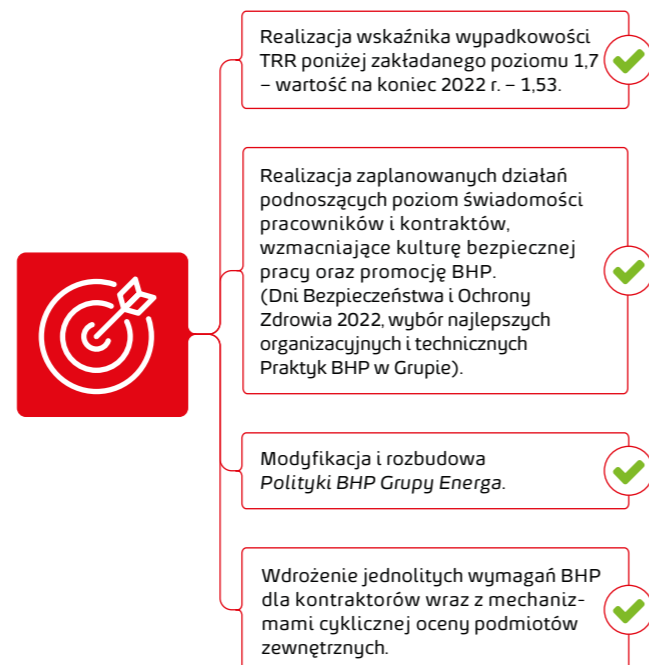 Realizacja wskaźnika wypadkowości
TRR poniżej zakładanego poziomu 1,7
– wartość na koniec 2022 r. – 1,53.
Realizacja zaplanowanych działań
podnoszących poziom świadomości
pracowników i kontraktów,
wzmacniające kulturę bezpiecznej
pracy oraz promocję BHP.
(Dni Bezpieczeństwa i Ochrony
Zdrowia 2022, wybór najlepszych
organizacyjnych i technicznych
Praktyk BHP w Grupie).
Modyfikacja i rozbudowa
Polityki BHP Grupy Energa.
Wdrożenie jednolitych wymagań BHP
dla kontraktorów wraz z mechaniz-
mami cyklicznej oceny podmiotów
zewnętrznych.